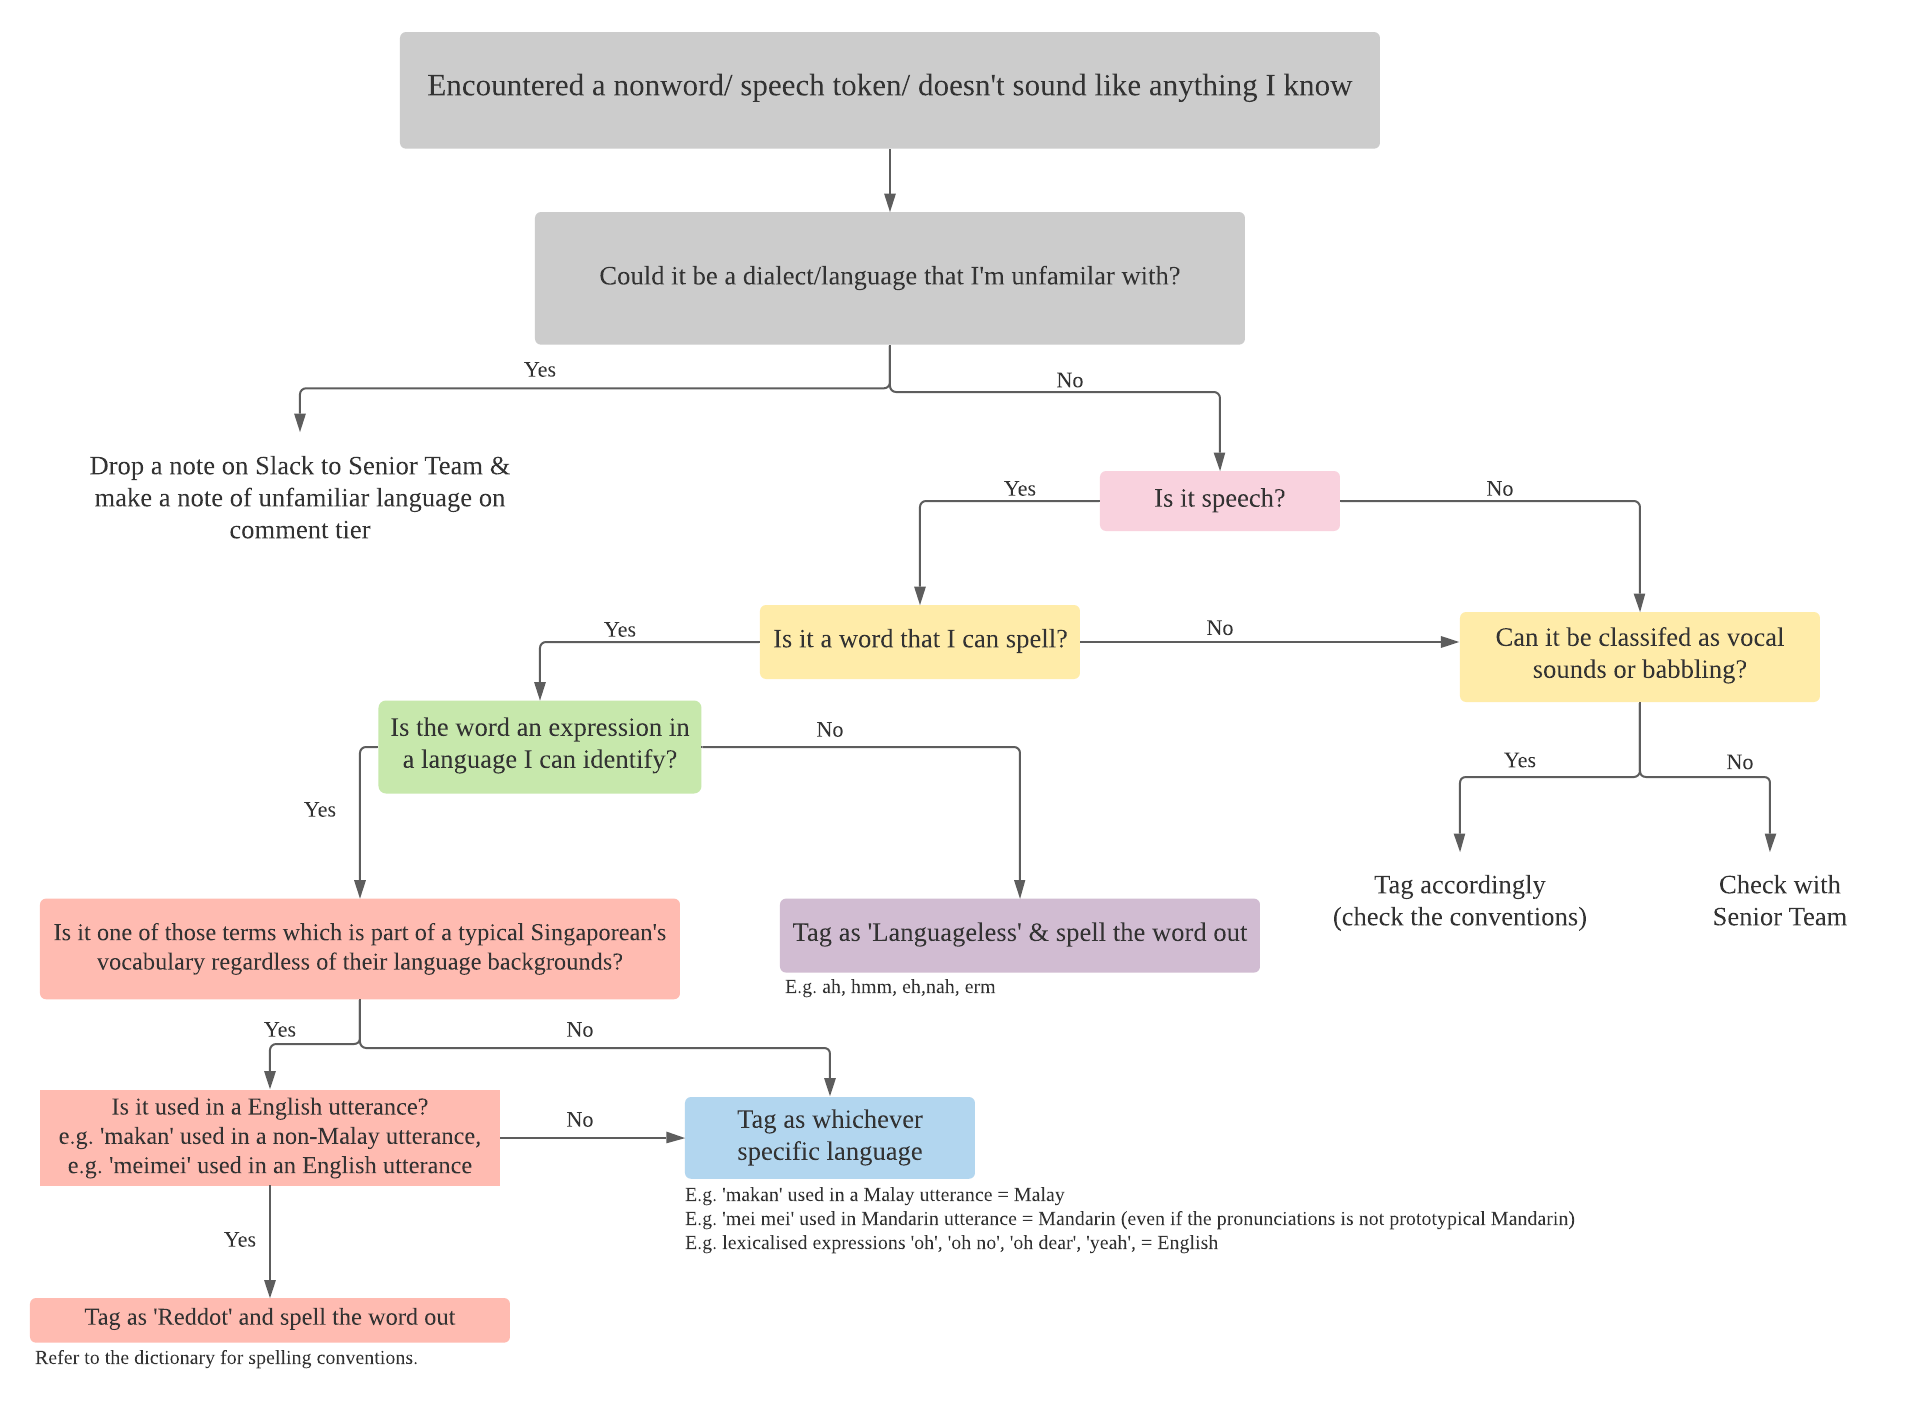 Encountered a nonword/ speech token/ doesn't sound like anything I know
Could it be a dialect/language that I'm unfamilar with?
Yes
No
Drop a note on Slack to Senior Team &
make a note of unfamiliar language on
comment tier
Is it speech?
Yes
No
Is it a word that I can spell?
Yes
No
Can it be classifed as vocal
sounds or babbling?
Is the word an expression in
a language I can identify?
No
Yes
Yes
No
Tag accordingly
(check the conventions)
Check with
Senior Team
Is it one of those terms which is part of a typical Singaporean's
vocabulary regardless of their language backgrounds?
Tag as 'Languageless' & spell the word out
E.g. ah, hmm, eh,nah, erm
Yes
No
Is it used in a English utterance?
e.g. 'makan' used in a non-Malay utterance,
e.g. 'meimei' used in an English utterance
No
Tag as whichever
specific language
E.g. 'makan' used in a Malay utterance = Malay
E.g. 'mei mei' used in Mandarin utterance = Mandarin (even if the pronunciations is not prototypical Mandarin)
E.g. lexicalised expressions 'oh', 'oh no', 'oh dear', 'yeah', = English
Yes
Tag as 'Reddot' and spell the word out
Refer to the dictionary for spelling conventions.